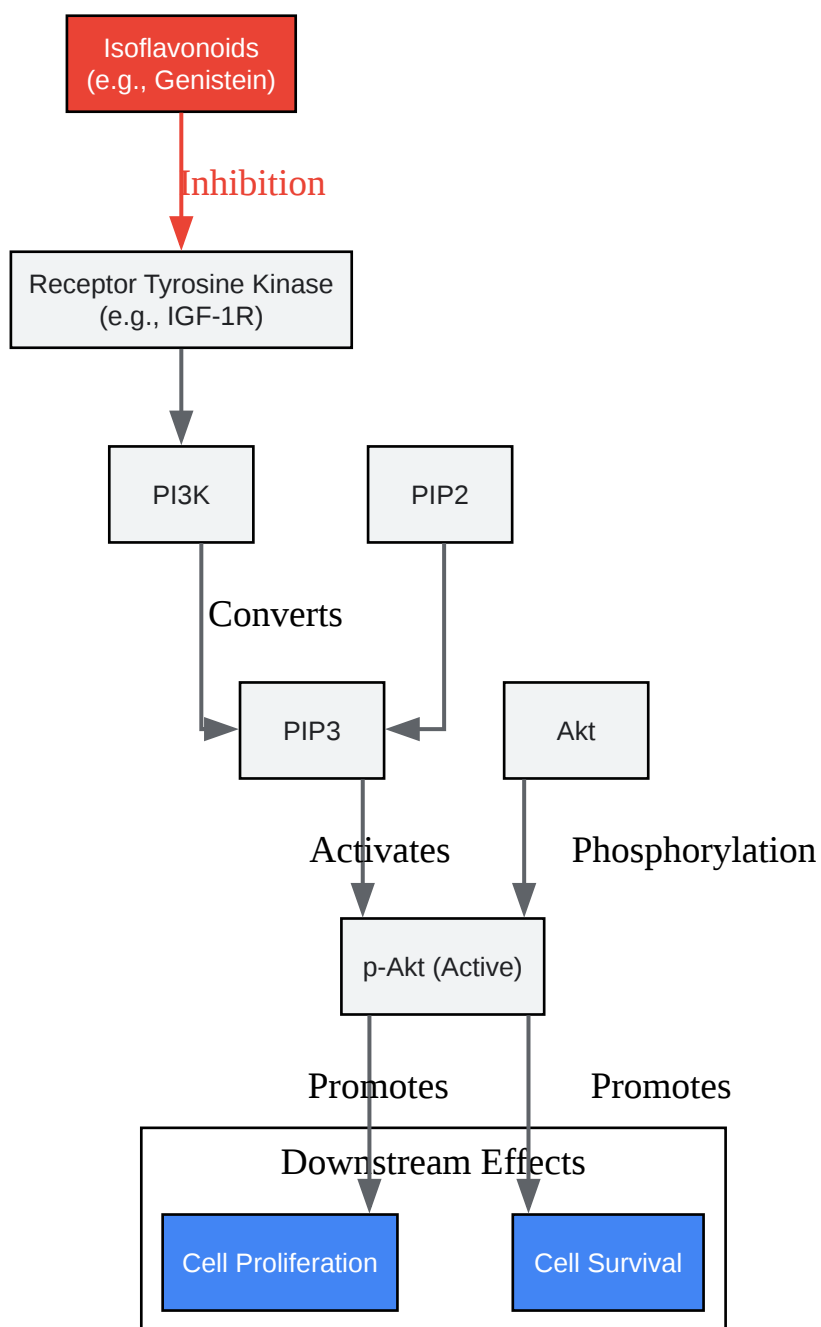 Isoflavonoids
(e.g., Genistein)
Inhibition
Receptor Tyrosine Kinase
(e.g., IGF-1R)
PI3K
PIP2
Converts
PIP3
Akt
Activates
Phosphorylation
p-Akt (Active)
Promotes
Promotes
Downstream Effects
Cell Proliferation
Cell Survival